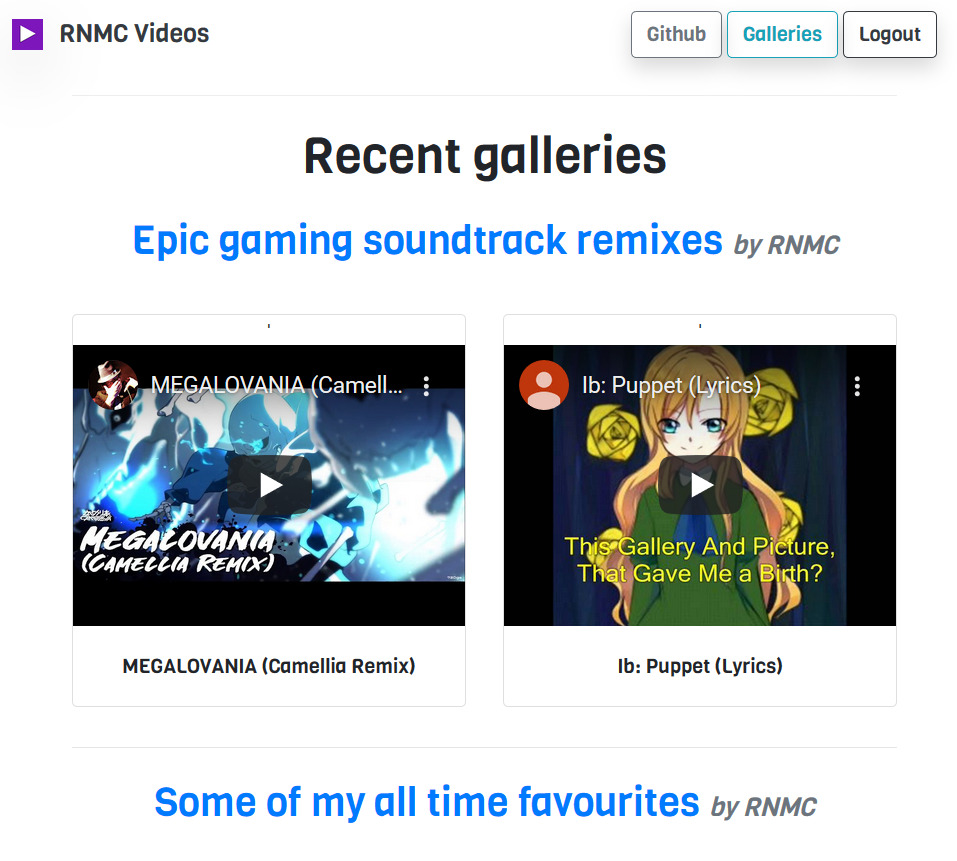 RNMC Videos
Github
Galleries
Logout
Recent galleries
Epic gaming soundtrack remixes by RNMC
'
MEGALOVANIA (Camell...
MEGALOVANIA
(CAMELLIA REMIX)
MEGALOVANIA (Camellia Remix)
'
Ib: Puppet (Lyrics)
This Gallery And Picture,
That Gave Me a Birth?
Ib: Puppet (Lyrics)
Some of my all time favourites by RNMC